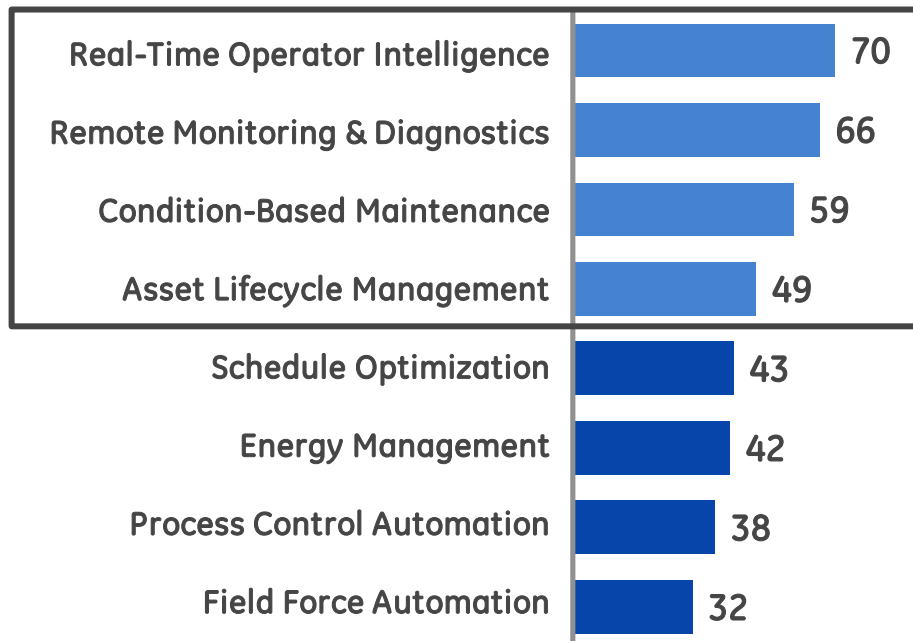 Real-Time Operator Intelligence 70
Remote Monitoring & Diagnostics 66
Condition-Based Maintenance 59
Asset Lifecycle Management 49
Schedule Optimization 43
Energy Management 42
Process Control Automation 38
Field Force Automation 32